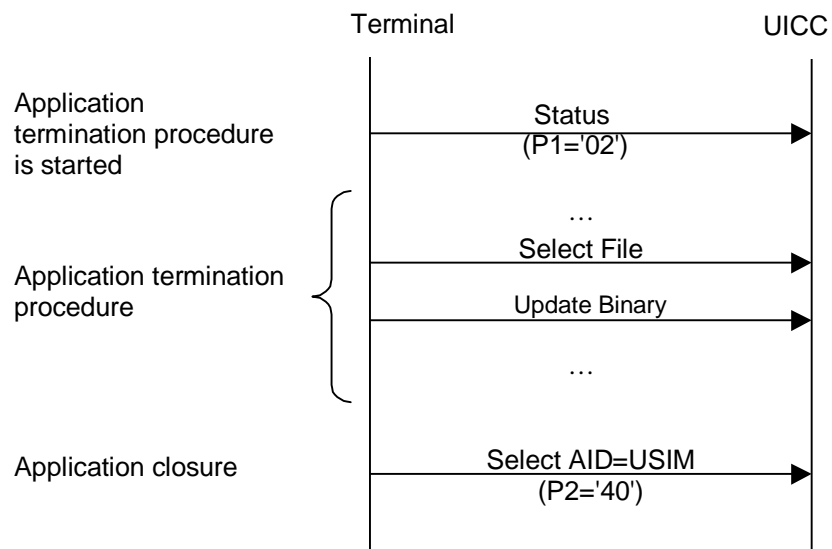 Terminal
UICC
Application
termination procedure
is started
Status
(P1='02')
…
Select File
Application termination
procedure
Update Binary
…
Application closure
Select AID=USIM
(P2='40')